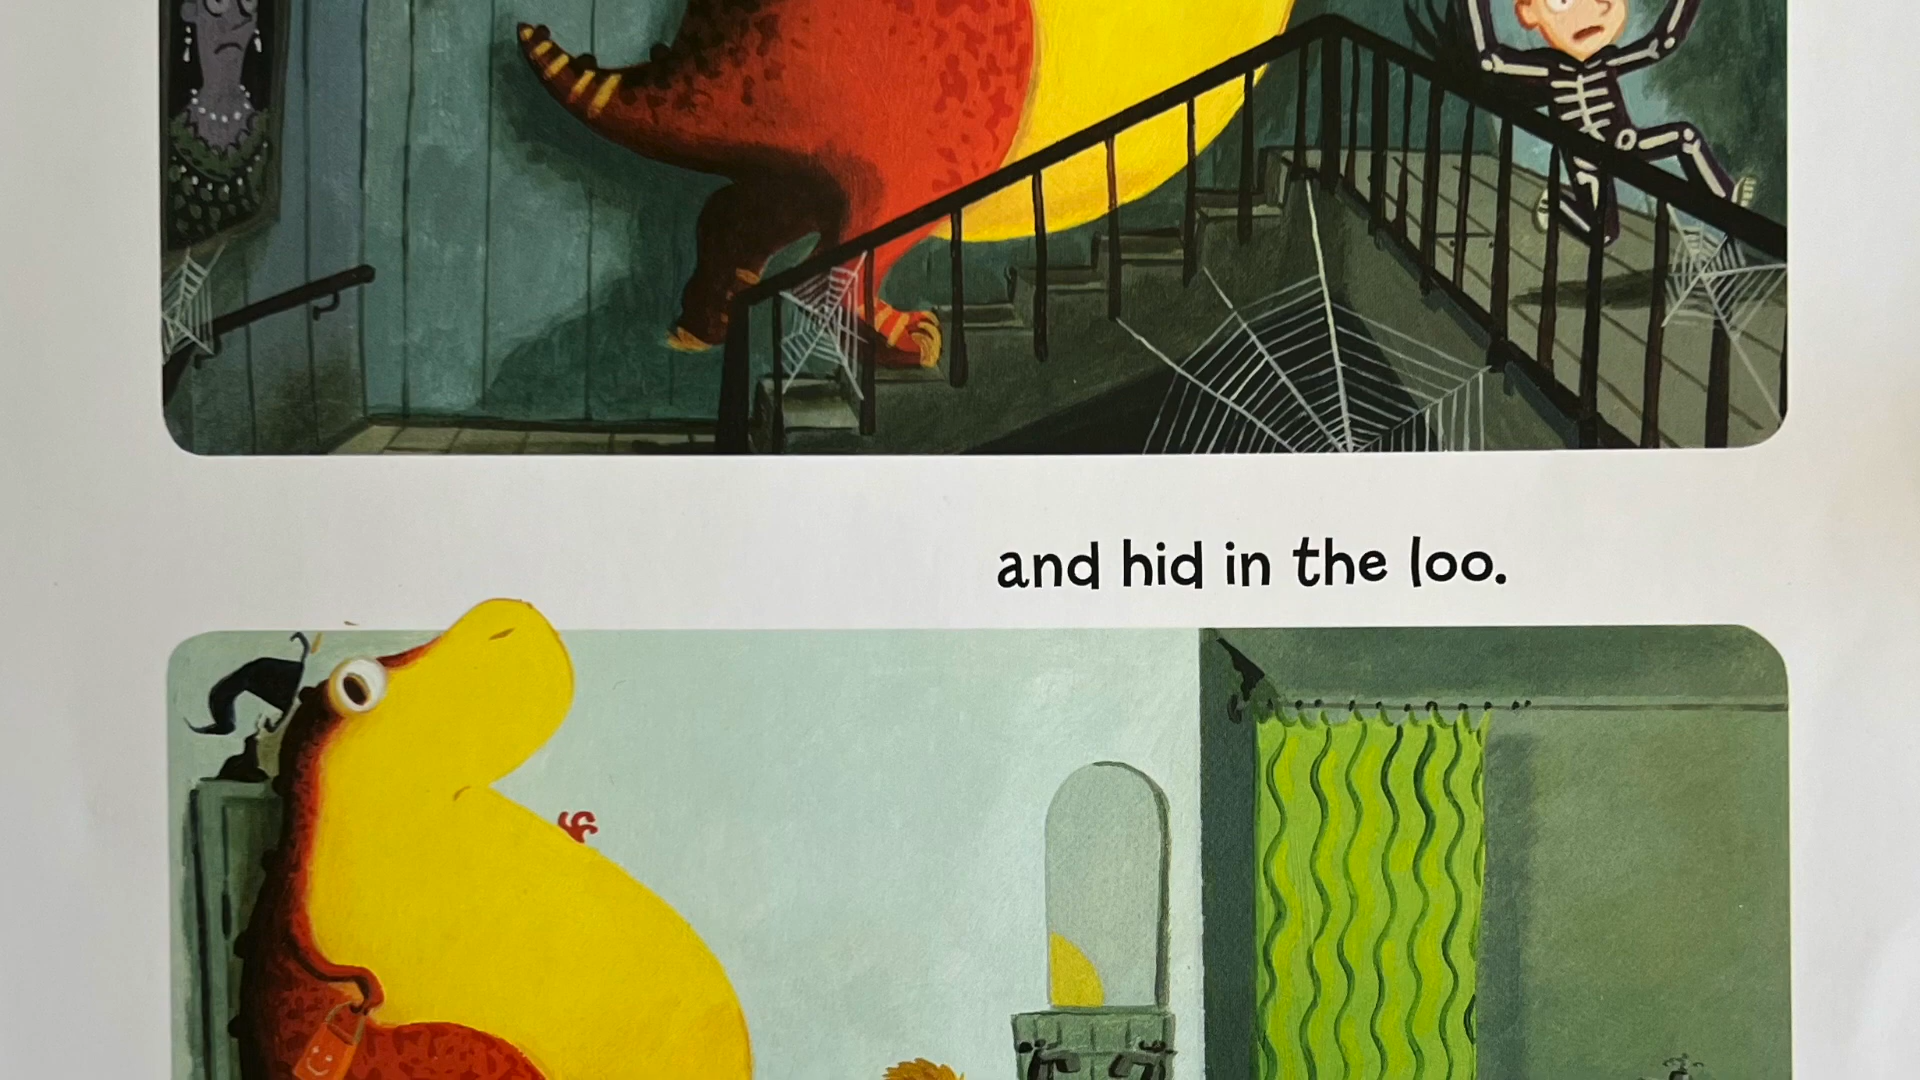 and hid in the loo.